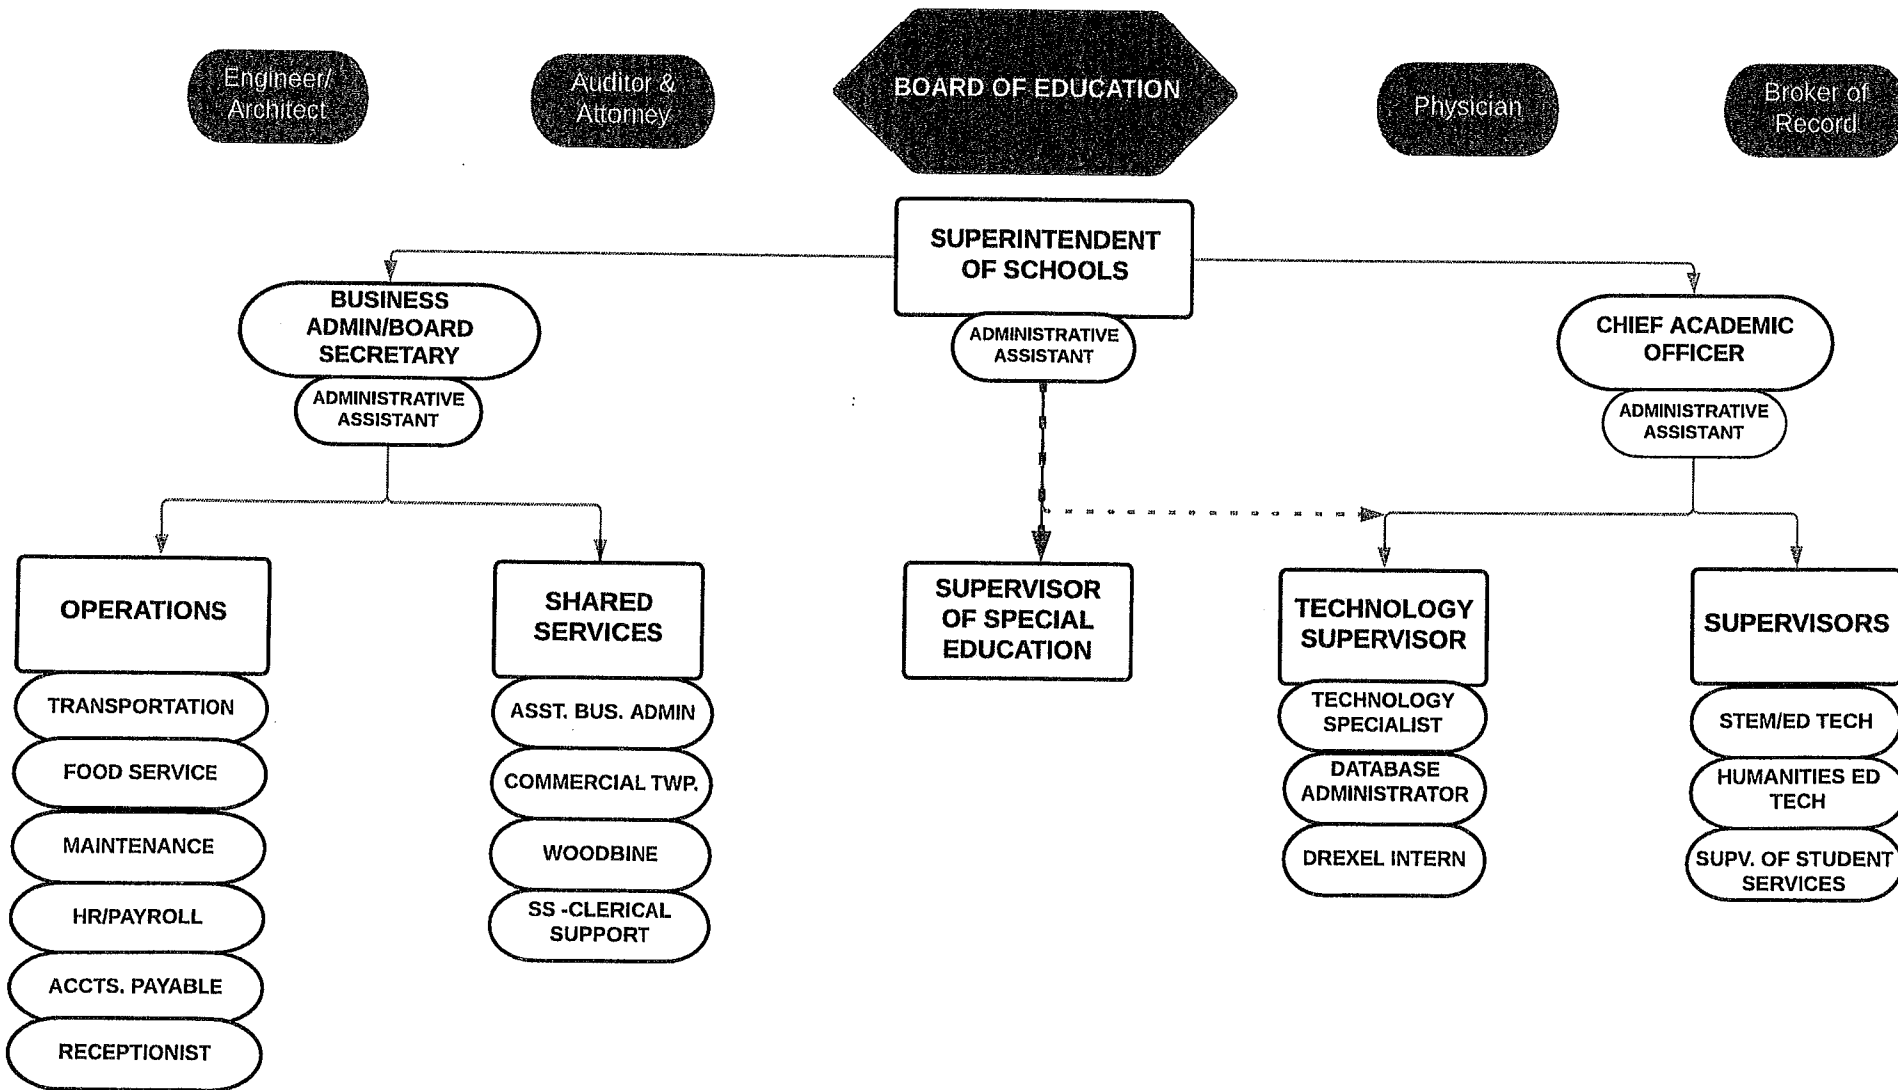 Engineer/
Architect
Auditor &
Attorney
BOARD OF EDUCATION
Physician
Broker of
Record
SUPERINTENDENT
OF SCHOOLS
ADMINISTRATIVE
ASSISTANT
BUSINESS
ADMIN/BOARD
SECRETARY
ADMINISTRATIVE
ASSISTANT
CHIEF ACADEMIC
OFFICER
ADMINISTRATIVE
ASSISTANT
OPERATIONS
TRANSPORTATION
FOOD SERVICE
MAINTENANCE
HR/PAYROLL
ACCTS. PAYABLE
RECEPTIONIST
SHARED
SERVICES
ASST. BUS. ADMIN
COMMERCIAL TWP.
WOODBINE
SS -CLERICAL
SUPPORT
SUPERVISOR
OF SPECIAL
EDUCATION
TECHNOLOGY
SUPERVISOR
TECHNOLOGY
SPECIALIST
DATABASE
ADMINISTRATOR
DREXEL INTERN
SUPERVISORS
STEM/ED TECH
HUMANITIES ED
TECH
SUPV. OF STUDENT
SERVICES